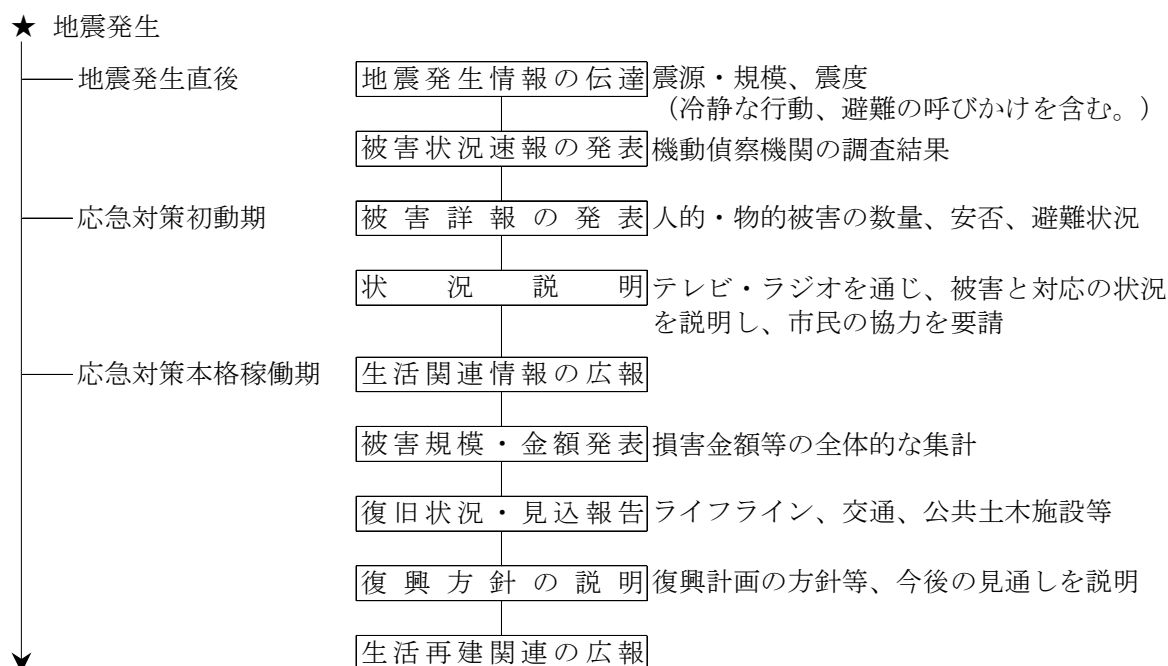 ★ 地震発生
地震発生直後 地震発生情報の伝達 震源・規模、震度
（冷静な行動、避難の呼びかけを含む。）
被害状況速報の発表 機動偵察機関の調査結果
応急対策初動期 被害詳報の発表 人的・物的被害の数量、安否、避難状況
状況説明 テレビ・ラジオを通じ、被害と対応の状況
を説明し、市民の協力を要請
応急対策本格稼働期 生活関連情報の広報
被害規模・金額発表 損害金額等の全体的な集計
復旧状況・見込報告 ライフライン、交通、公共土木施設等
復興方針の説明 復興計画の方針等、今後の見通しを説明
生活再建関連の広報